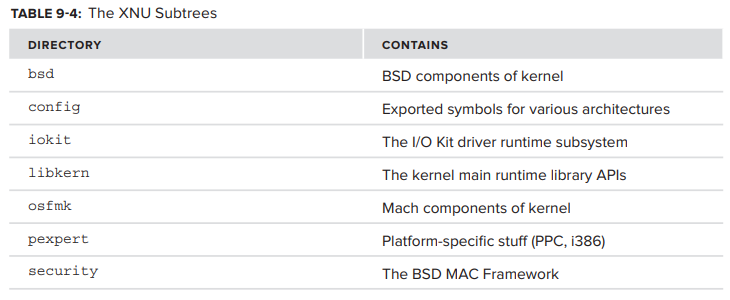 TABLE 9-4: The XNU Subtrees
DIRECTORY CONTAINS
bsd BSD components of kernel
config Exported symbols for various architectures
iokit The I/O Kit driver runtime subsystem
libkern The kernel main runtime library APIs
osfmk Mach components of kernel
pexpert Platform-specific stuff (PPC, i386)
security The BSD MAC Framework